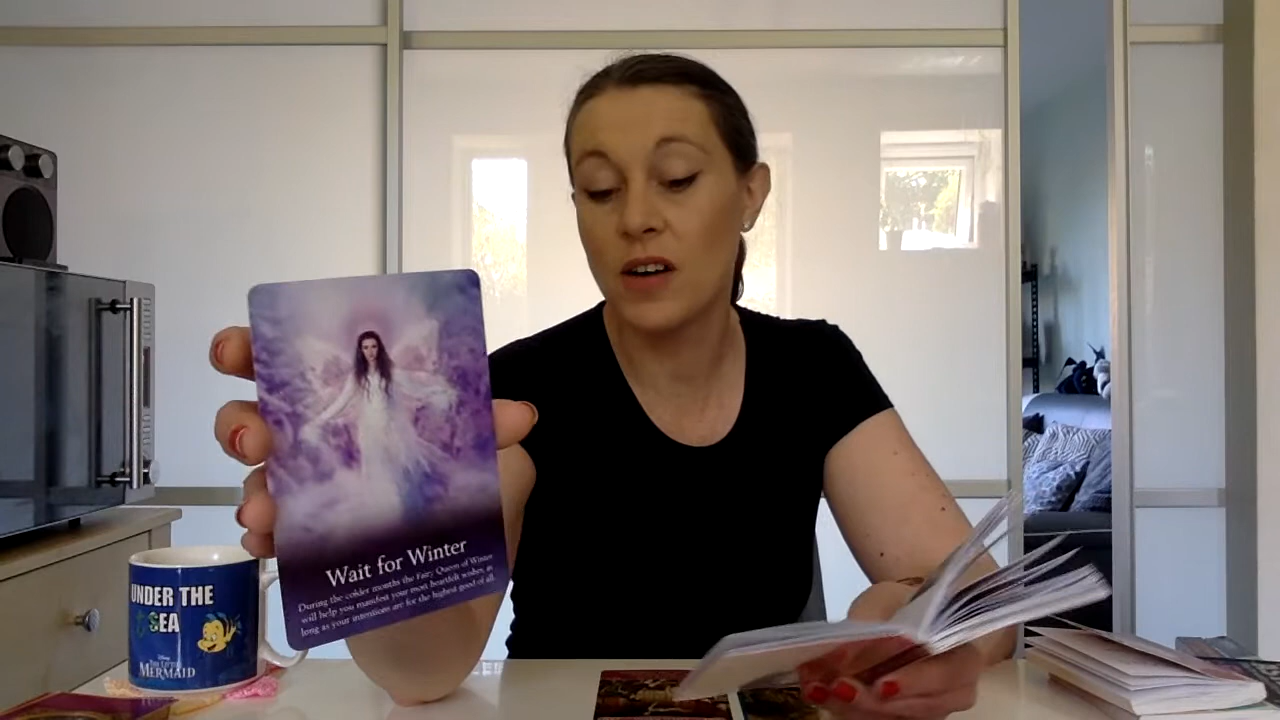 Wait for Winter
During the colder months the Fairy Queen of Winter
will help you manifest your most heartfelt wishes, as
long as your intentions are for the highest good of all.
UNDER THE
SEA
Disney
THE LITTLE
MERMAID